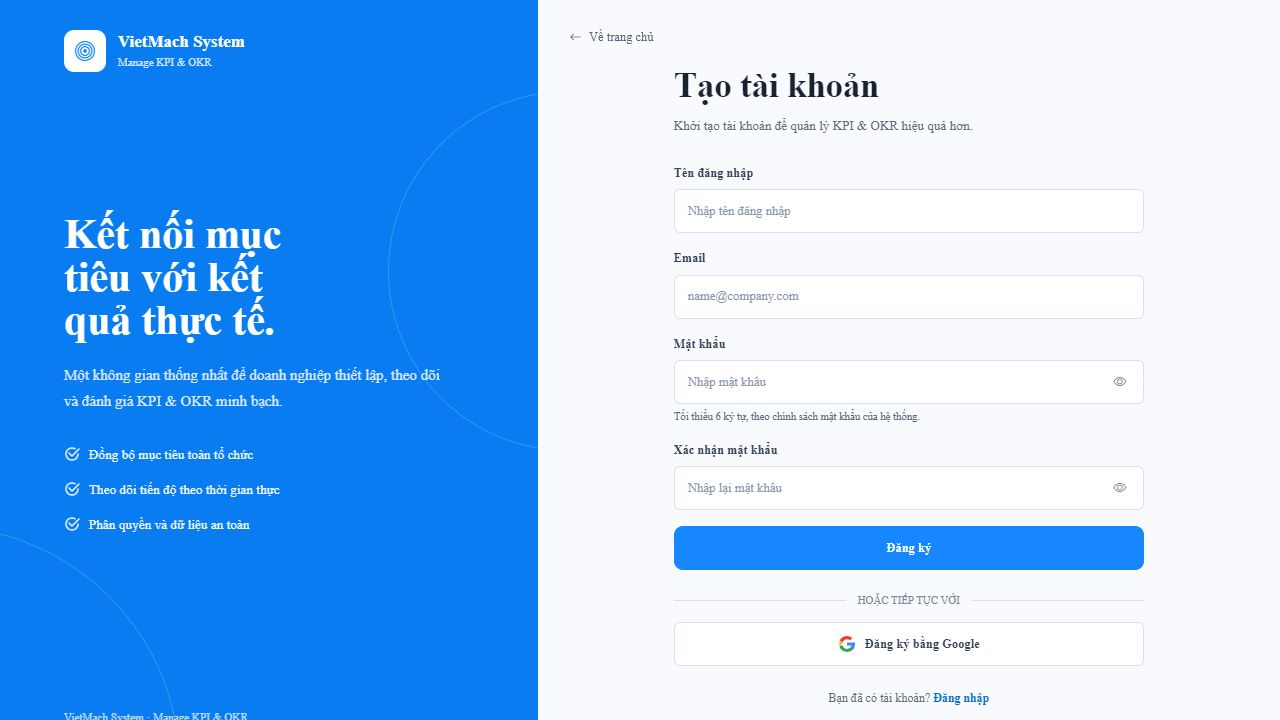 VietMach System
Manage KPI & OKR
Kết nối mục
tiêu với kết
quả thực tế.
Một không gian thống nhất để doanh nghiệp thiết lập, theo dõi
và đánh giá KPI & OKR minh bạch.
Đồng bộ mục tiêu toàn tổ chức
Theo dõi tiến độ theo thời gian thực
Phân quyền và dữ liệu an toàn
VietMach System · Manage KPI & OKR
Về trang chủ
Tạo tài khoản
Khởi tạo tài khoản để quản lý KPI & OKR hiệu quả hơn.
Tên đăng nhập
Nhập tên đăng nhập
Email
name@company.com
Mật khẩu
Nhập mật khẩu
Tối thiểu 6 ký tự, theo chính sách mật khẩu của hệ thống.
Xác nhận mật khẩu
Nhập lại mật khẩu
Đăng ký
HOẶC TIẾP TỤC VỚI
Đăng ký bằng Google
Bạn đã có tài khoản? Đăng nhập